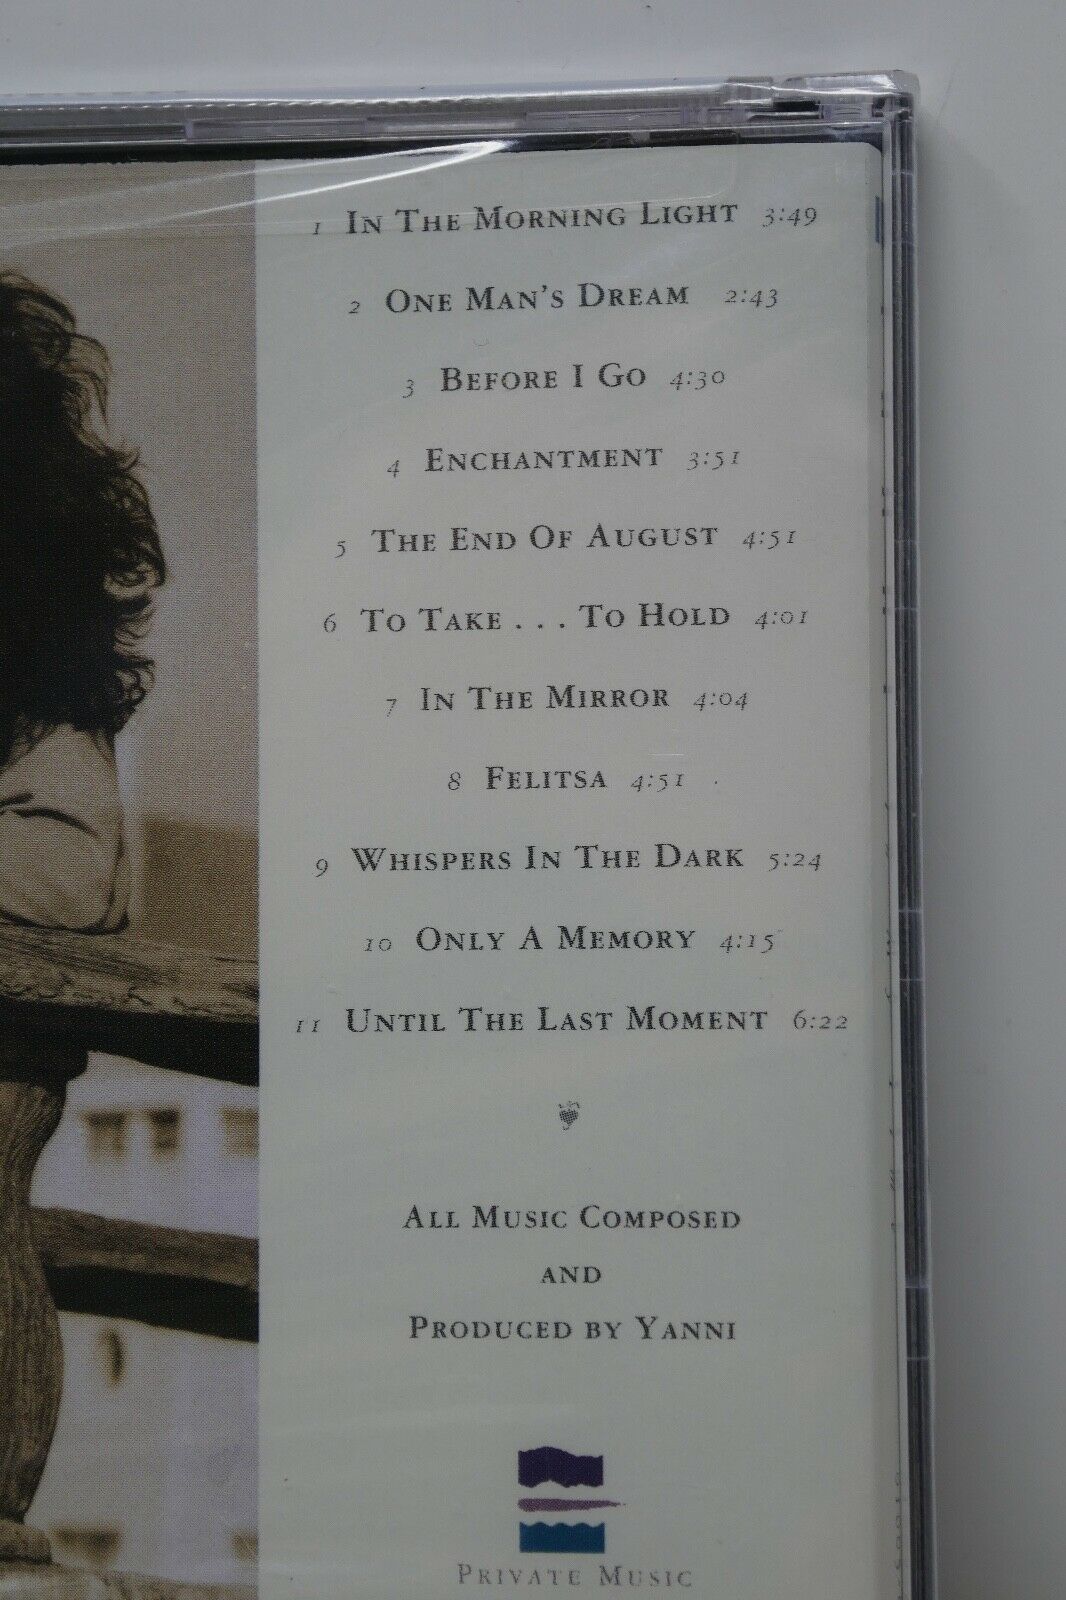 1 In The Morning Light 3:49
2 One Man's Dream 2:43
3 Before I Go 4:30
4 Enchantment 3:51
5 The End Of August 4:51
6 To Take . . . To Hold 4:01
7 In The Mirror 4:04
8 Felitsa 4:51
9 Whispers In The Dark 5:24
10 Only A Memory 4:15
11 Until The Last Moment 6:22
All Music Composed
and
Produced by Yanni
Private Music